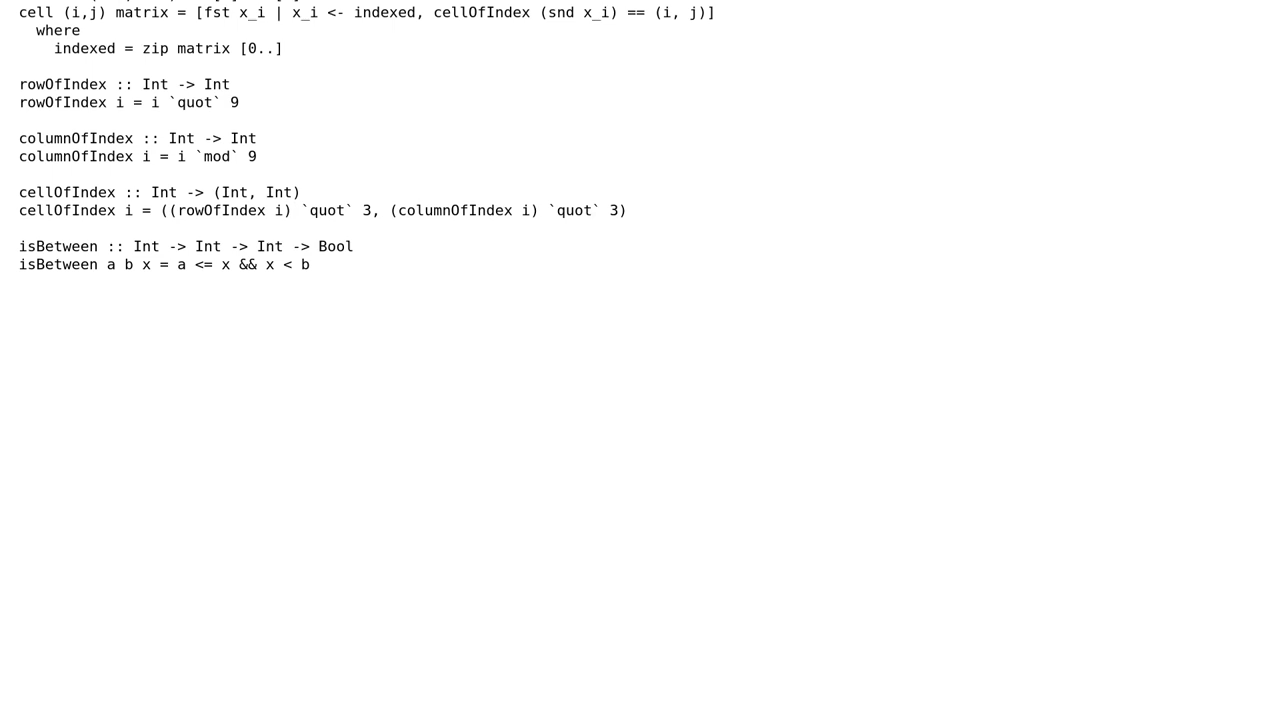 cell (i,j) matrix = [fst x_i | x_i <- indexed, cellOfIndex (snd x_i) == (i, j)]
  where
    indexed = zip matrix [0..]

rowOfIndex :: Int -> Int
rowOfIndex i = i `quot` 9

columnOfIndex :: Int -> Int
columnOfIndex i = i `mod` 9

cellOfIndex :: Int -> (Int, Int)
cellOfIndex i = ((rowOfIndex i) `quot` 3, (columnOfIndex i) `quot` 3)

isBetween :: Int -> Int -> Int -> Bool
isBetween a b x = a <= x && x < b